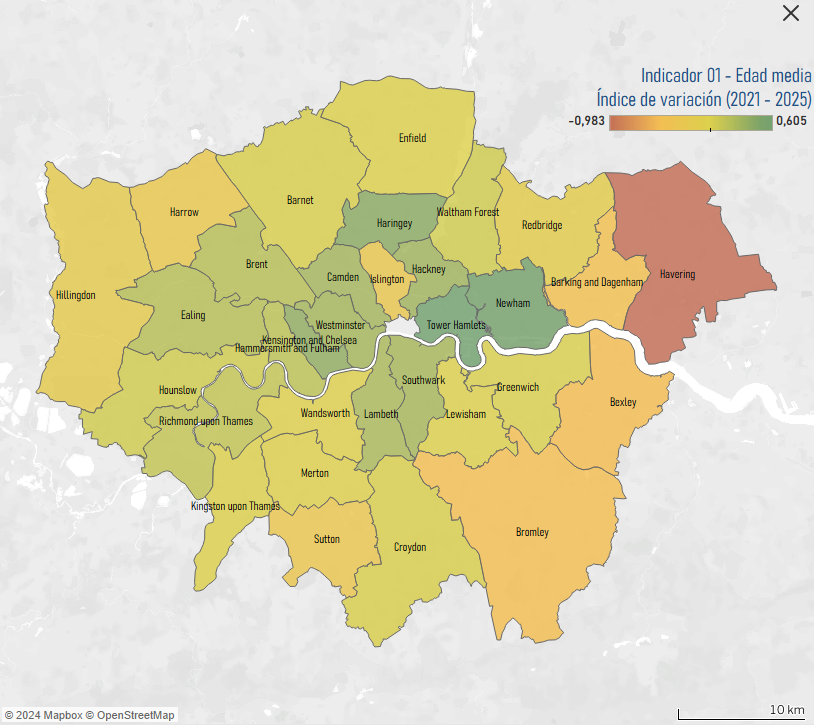 Indicador 01 - Edad media
Índice de variación (2021 - 2025)
-0,983
0,605
Enfield
Barnet
Harrow
Haringey
Waltham Forest
Redbridge
Brent
Camden
Islington
Hackney
Barking and Dagenham
Havering
Hillingdon
Newham
Ealing
Westminster
Tower Hamlets
Kensington and Chelsea
Hammersmith and Fulham
Southwark
Greenwich
Hounslow
Bexley
Wandsworth
Lambeth
Lewisham
Richmond upon Thames
Merton
Kingston upon Thames
Bromley
Sutton
Croydon
© 2024 Mapbox © OpenStreetMap
10 km